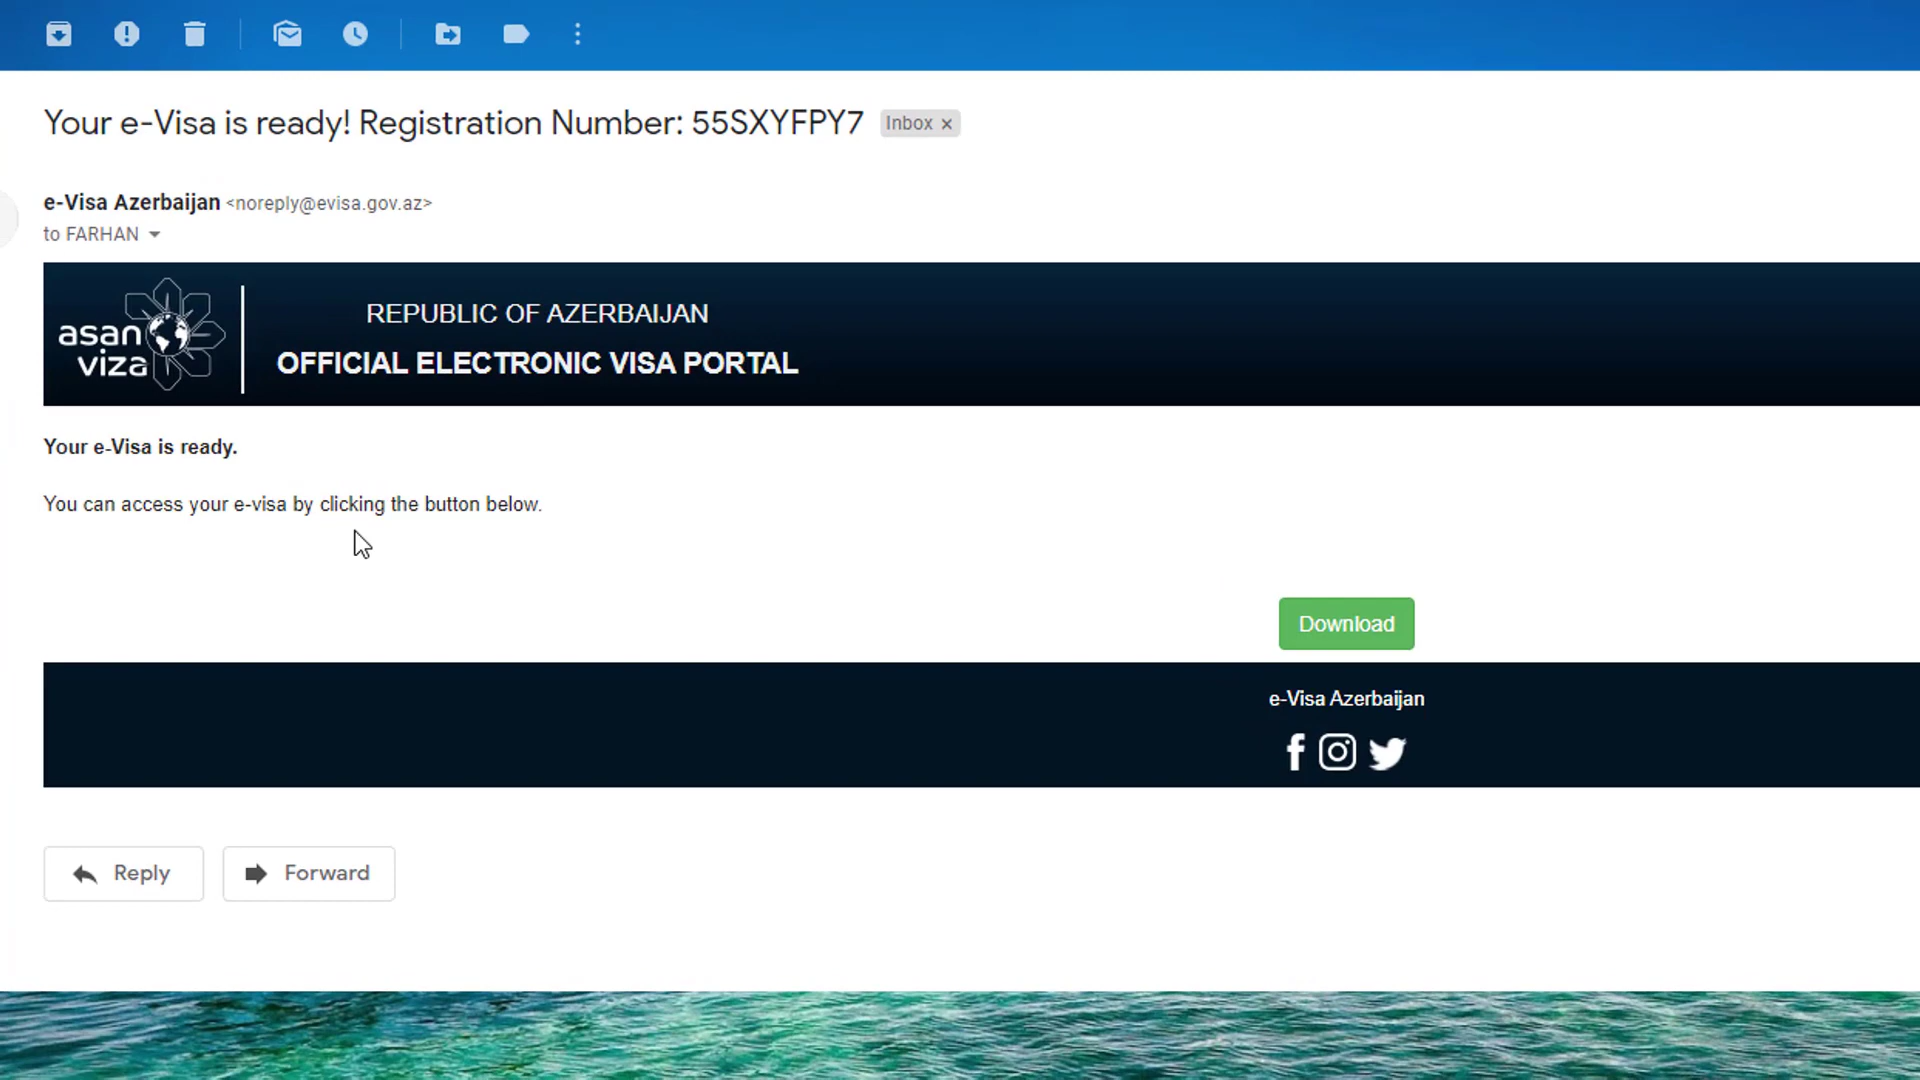 Your e-Visa is ready! Registration Number: 55SXYFPY7 Inbox ×
e-Visa Azerbaijan <noreply@evisa.gov.az>
to FARHAN
asan
viza
REPUBLIC OF AZERBAIJAN
OFFICIAL ELECTRONIC VISA PORTAL
Your e-Visa is ready.
You can access your e-visa by clicking the button below.
Download
e-Visa Azerbaijan
Reply
Forward